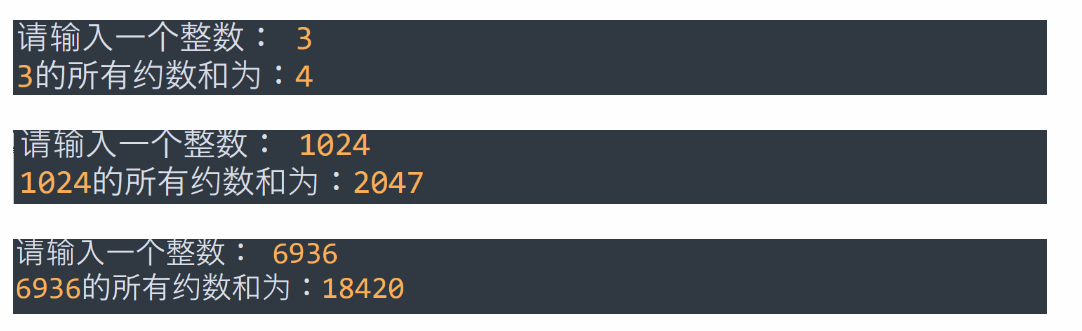 请输入一个整数： 3
3的所有约数和为：4
请输入一个整数： 1024
1024的所有约数和为：2047
请输入一个整数： 6936
6936的所有约数和为：18420